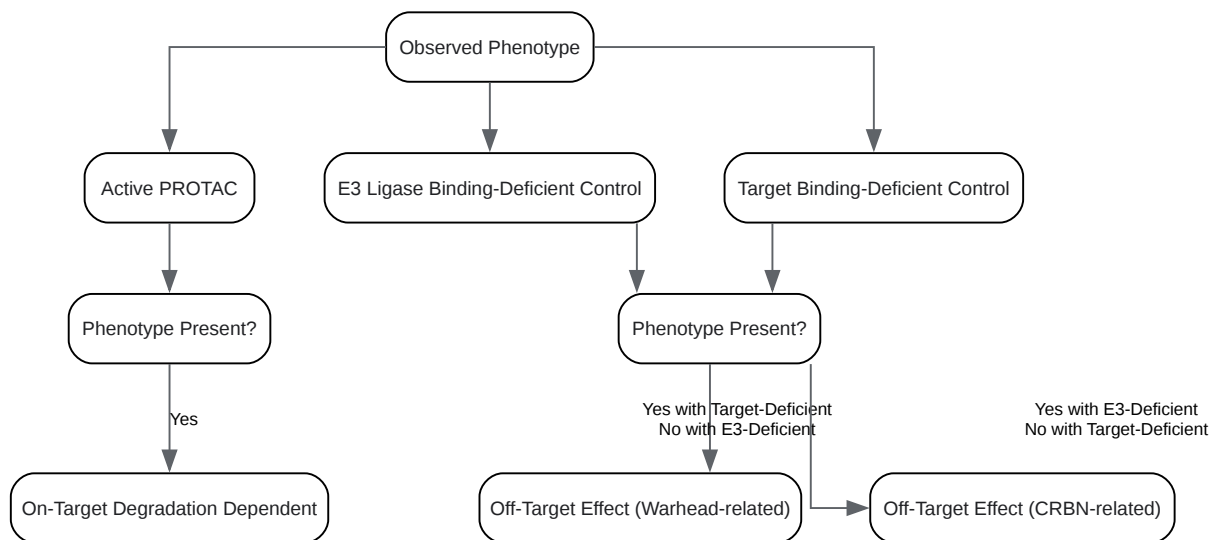 Observed Phenotype
Active PROTAC
E3 Ligase Binding-Deficient Control
Target Binding-Deficient Control
Phenotype Present?
Phenotype Present?
Yes
Yes with Target-Deficient
No with E3-Deficient
Yes with E3-Deficient
No with Target-Deficient
On-Target Degradation Dependent
Off-Target Effect (Warhead-related)
Off-Target Effect (CRBN-related)